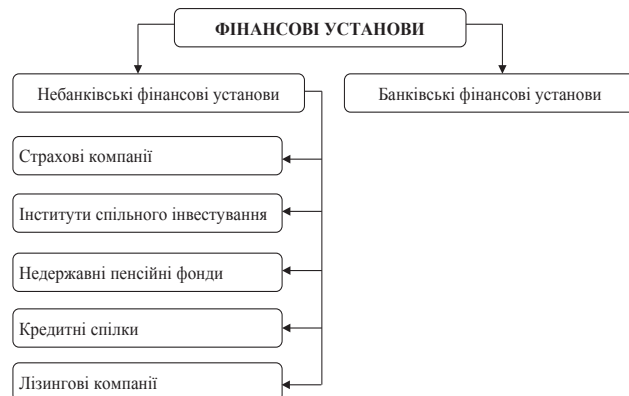 ФІНАНСОВІ УСТАНОВИ
Небанківські фінансові установи
Банківські фінансові установи
Страхові компанії
Інститути спільного інвестування
Недержавні пенсійні фонди
Кредитні спілки
Лізингові компанії